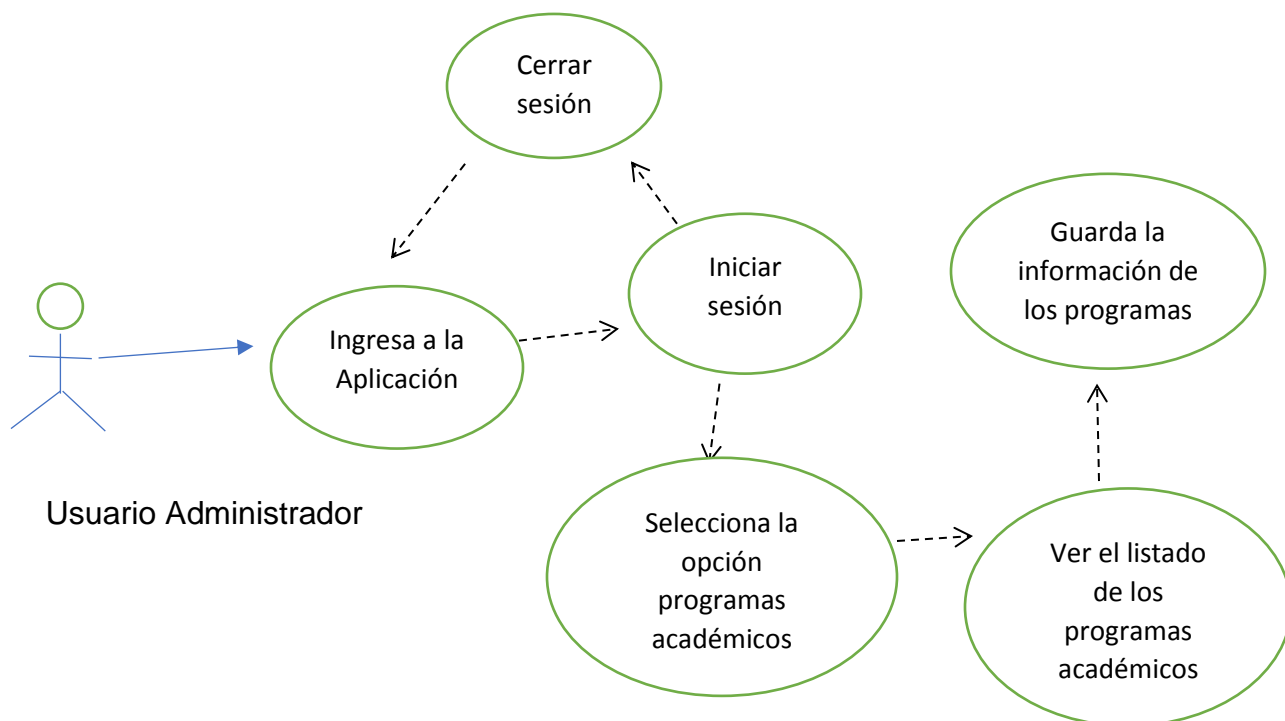 Cerrar
sesión
Iniciar
sesión
Guarda la
información de
los programas
Ingresa a la
Aplicación
Usuario Administrador
Selecciona la
opción
programas
académicos
Ver el listado
de los
programas
académicos